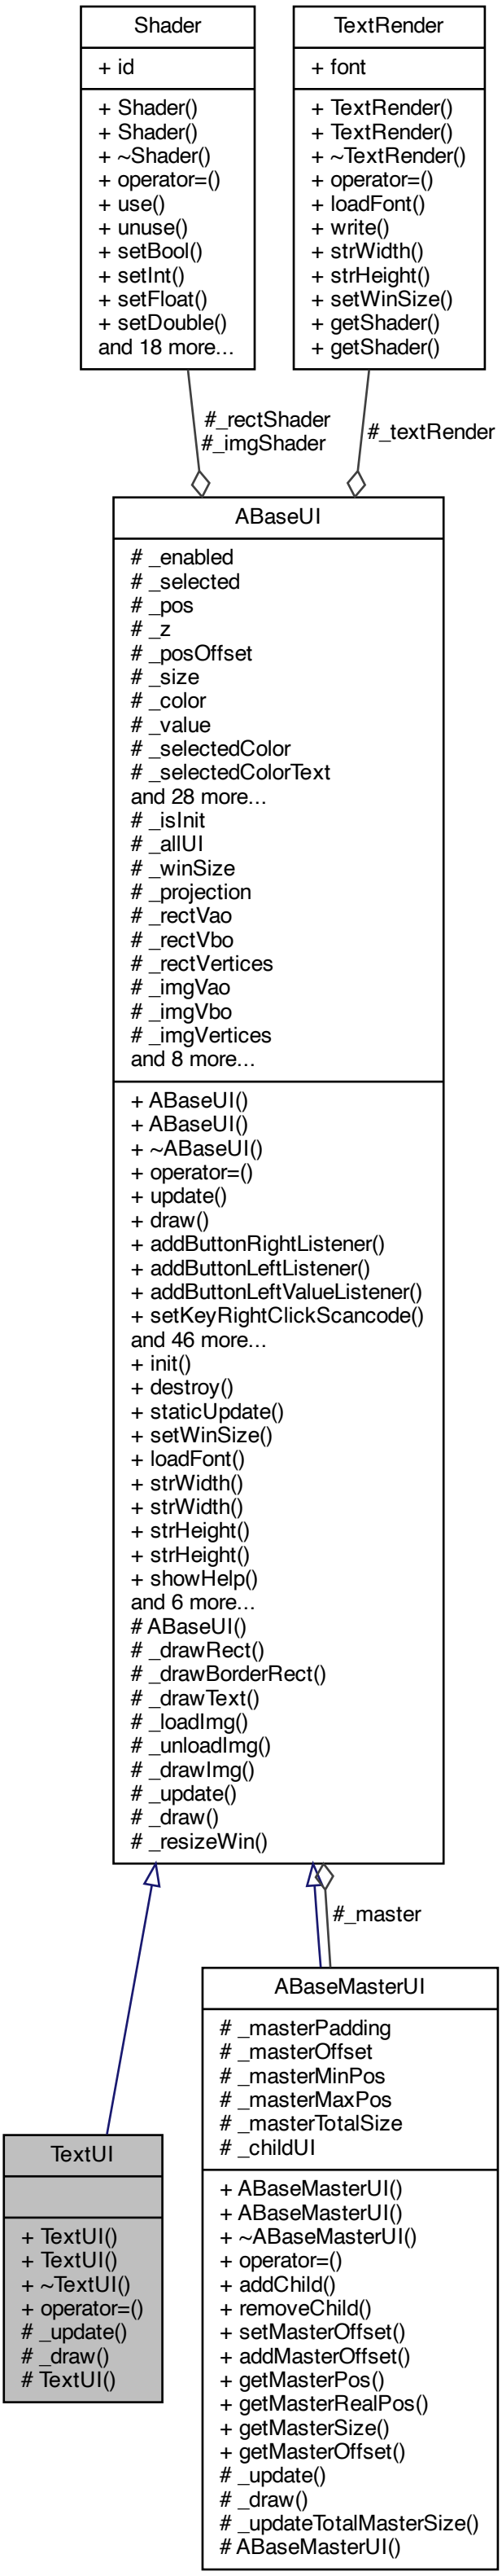 Shader
+ id
+ Shader()
+ Shader()
+ ~Shader()
+ operator=()
+ use()
+ unuse()
+ setBool()
+ setInt()
+ setFloat()
+ setDouble()
and 18 more...
TextRender
+ font
+ TextRender()
+ TextRender()
+ ~TextRender()
+ operator=()
+ loadFont()
+ write()
+ strWidth()
+ strHeight()
+ setWinSize()
+ getShader()
+ getShader()
#_rectShader
#_imgShader
#_textRender
ABaseUI
# _enabled
# _selected
# _pos
# _z
# _posOffset
# _size
# _color
# _value
# _selectedColor
# _selectedColorText
and 28 more...
# _isInit
# _allUI
# _winSize
# _projection
# _rectVao
# _rectVbo
# _rectVertices
# _imgVao
# _imgVbo
# _imgVertices
and 8 more...
+ ABaseUI()
+ ABaseUI()
+ ~ABaseUI()
+ operator=()
+ update()
+ draw()
+ addButtonRightListener()
+ addButtonLeftListener()
+ addButtonLeftValueListener()
+ setKeyRightClickScancode()
and 46 more...
+ init()
+ destroy()
+ staticUpdate()
+ setWinSize()
+ loadFont()
+ strWidth()
+ strWidth()
+ strHeight()
+ strHeight()
+ showHelp()
and 6 more...
# ABaseUI()
# _drawRect()
# _drawBorderRect()
# _drawText()
# _loadImg()
# _unloadImg()
# _drawImg()
# _update()
# _draw()
# _resizeWin()
#_master
ABaseMasterUI
# _masterPadding
# _masterOffset
# _masterMinPos
# _masterMaxPos
# _masterTotalSize
# _childUI
+ ABaseMasterUI()
+ ABaseMasterUI()
+ ~ABaseMasterUI()
+ operator=()
+ addChild()
+ removeChild()
+ setMasterOffset()
+ addMasterOffset()
+ getMasterPos()
+ getMasterRealPos()
+ getMasterSize()
+ getMasterOffset()
# _update()
# _draw()
# _updateTotalMasterSize()
# ABaseMasterUI()
TextUI
+ TextUI()
+ TextUI()
+ ~TextUI()
+ operator=()
# _update()
# _draw()
# TextUI()